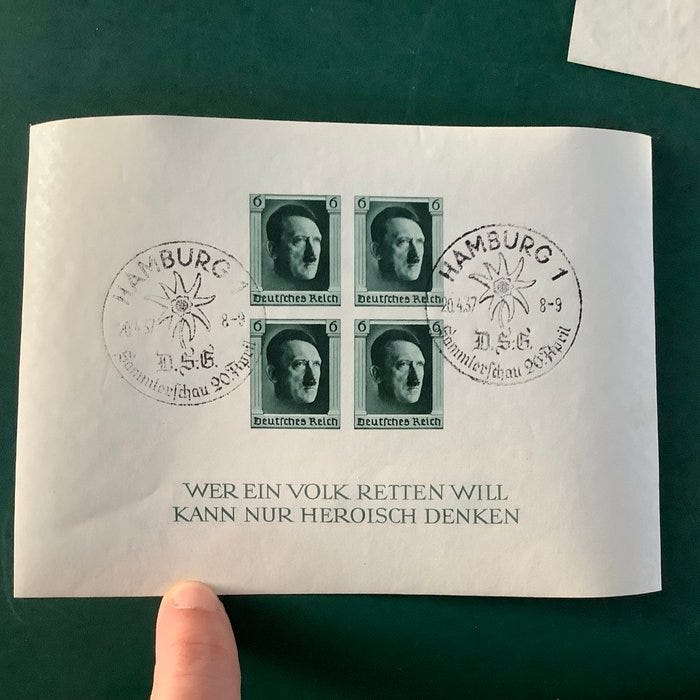 6 6
Deutsches Reich
6 6
Deutsches Reich
6 6
Deutsches Reich
6 6
Deutsches Reich
HAMBURG 1
20.4.37 8-9
D.S.G.
Sammlerschau 20. April
HAMBURG 1
20.4.37 8-9
D.S.G.
Sammlerschau 20. April
WER EIN VOLK RETTEN WILL
KANN NUR HEROISCH DENKEN